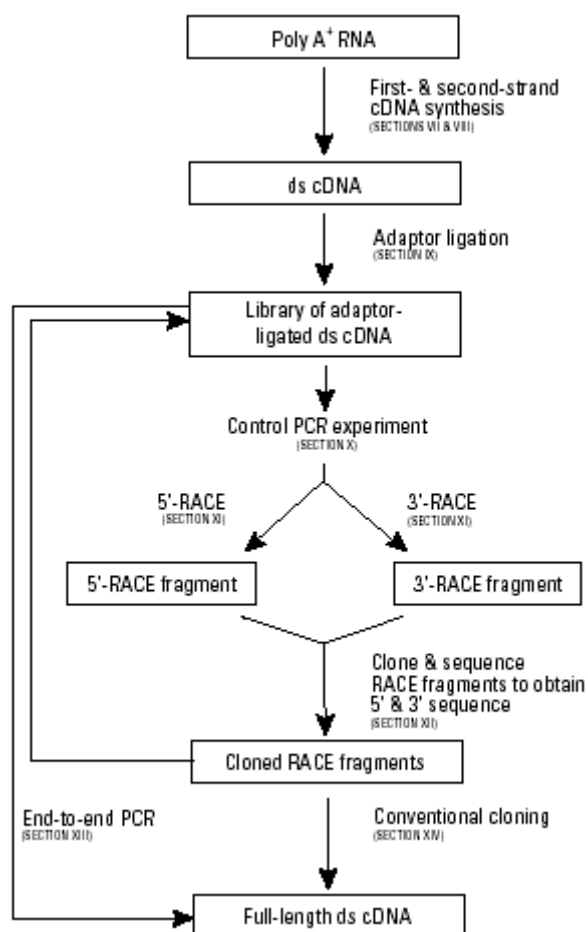 Poly A+ RNA
First- & second-strand
cDNA synthesis
(SECTIONS VII & VIII)
ds cDNA
Adaptor ligation
(SECTION IX)
Library of adaptor-
ligated ds cDNA
Control PCR experiment
(SECTION X)
5'-RACE
(SECTION XI)
3'-RACE
(SECTION XI)
5'-RACE fragment
3'-RACE fragment
Clone & sequence
RACE fragments to obtain
5' & 3' sequence
(SECTION XII)
Cloned RACE fragments
End-to-end PCR
(SECTION XIII)
Conventional cloning
(SECTION XIV)
Full-length ds cDNA